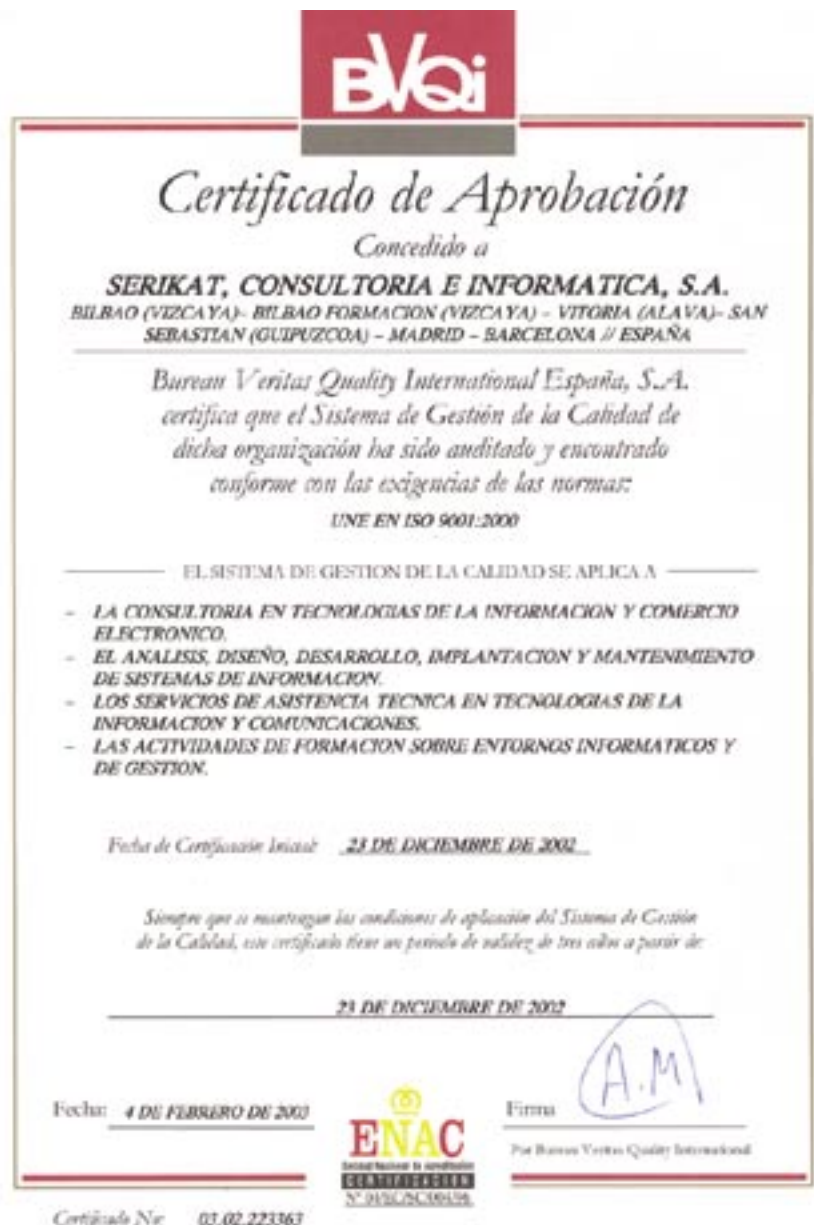 BVQi
Certificado de Aprobación
Concedido a
SERIKAT, CONSULTORIA E INFORMATICA, S.A.
BILBAO (VIZCAYA)- BILBAO FORMACION (VIZCAYA) – VITORIA (ALAVA)– SAN
SEBASTIAN (GUIPUZCOA) – MADRID – BARCELONA // ESPAÑA
Bureau Veritas Quality International España, S.A.
certifica que el Sistema de Gestión de la Calidad de
dicha organización ha sido auditado y encontrado
conforme con las exigencias de las normas:
UNE EN ISO 9001:2000
EL SISTEMA DE GESTION DE LA CALIDAD SE APLICA A
- LA CONSULTORIA EN TECNOLOGIAS DE LA INFORMACION Y COMERCIO
ELECTRONICO.
- EL ANALISIS, DISEÑO, DESARROLLO, IMPLANTACION Y MANTENIMIENTO
DE SISTEMAS DE INFORMACION.
- LOS SERVICIOS DE ASISTENCIA TECNICA EN TECNOLOGIAS DE LA
INFORMACION Y COMUNICACIONES.
- LAS ACTIVIDADES DE FORMACION SOBRE ENTORNOS INFORMATICOS Y
DE GESTION.
Fecha de Certificación Inicial: 23 DE DICIEMBRE DE 2002
Siempre que se mantengan las condiciones de aplicación del Sistema de Gestión
de la Calidad, este certificado tiene un periodo de validez de tres años a partir de:
23 DE DICIEMBRE DE 2002
A.M
Fecha: 4 DE FEBRERO DE 2003
Firma
ENAC
Por Bureau Veritas Quality International
Entidad Nacional de Acreditación
CERTIFICACION
Certificado Nº: 03.02.223363